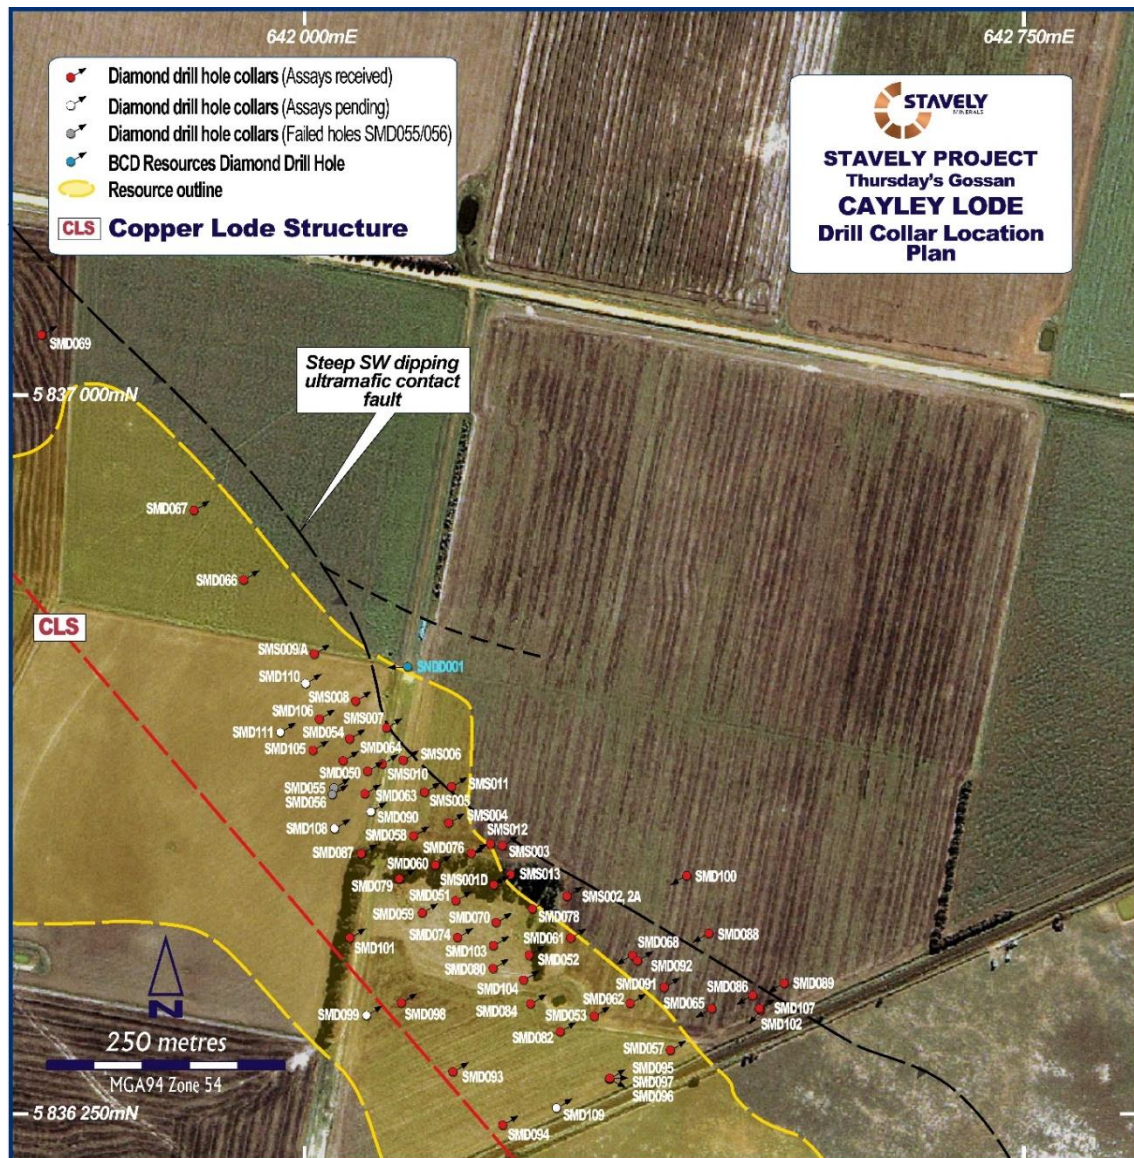 642 000mE
642 750mE
Diamond drill hole collars (Assays received)
Diamond drill hole collars (Assays pending)
Diamond drill hole collars (Failed holes SMD055/056)
BCD Resources Diamond Drill Hole
Resource outline
CLS Copper Lode Structure
STAVELY
MINERALS
STAVELY PROJECT
Thursday's Gossan
CAYLEY LODE
Drill Collar Location
Plan
SMD069
Steep SW dipping
ultramafic contact
fault
5 837 000mN
SMD067
SMD066
CLS
SMS009/A
SNDD001
SMD110
SMS008
SMD106
SMS007
SMD111
SMD054
SMD105
SMD064
SMS006
SMD050
SMS010
SMD055
SMD056
SMD063
SMS005
SMS011
SMD090
SMS004
SMD108
SMD058
SMS012
SMD087
SMD076
SMS003
SMD060
SMS013
SMD079
SMS001D
SMD100
SMD051
SMS002, 2A
SMD059
SMD070
SMD078
SMD074
SMD061
SMD088
SMD101
SMD103
SMD068
SMD052
SMD092
SMD080
SMD104
SMD091
SMD086
SMD089
SMD062
SMD065
SMD107
SMD099
SMD098
SMD084
SMD053
SMD102
SMD082
N
250 metres
MGA94 Zone 54
SMD057
SMD093
SMD095
SMD097
SMD096
SMD109
5 836 250mN
SMD094